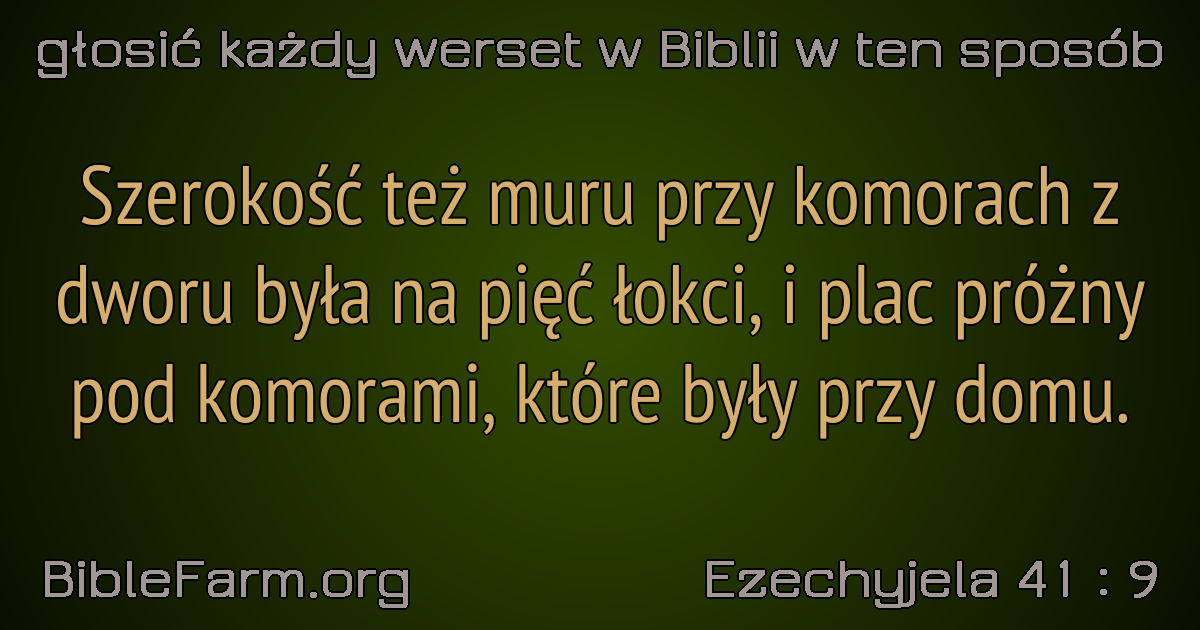 głosić każdy werset w Biblii w ten sposób
Szerokość też muru przy komorach z
dworu była na pięć łokci, i plac próżny
pod komorami, które były przy domu.
BibleFarm.org
Ezechyjela 41 : 9